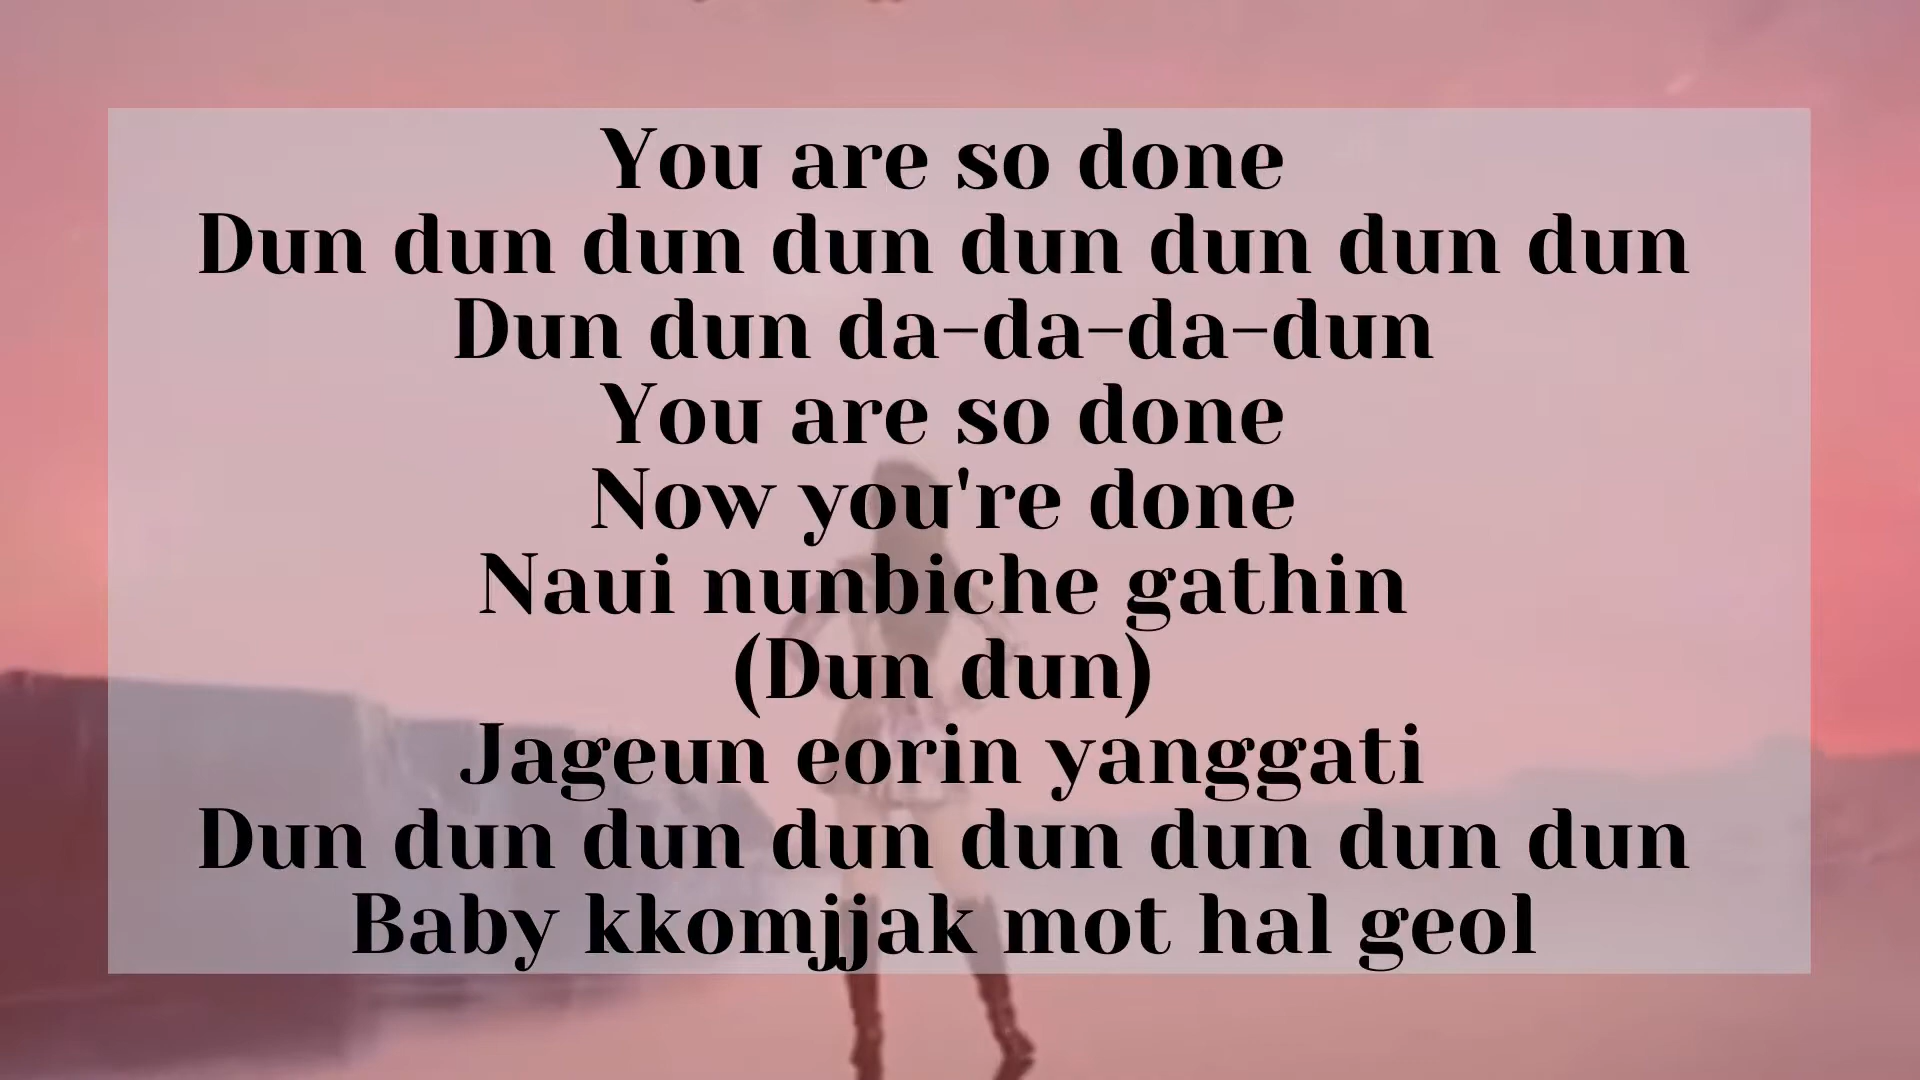 You are so done
Dun dun dun dun dun dun dun dun
Dun dun da-da-da-dun
You are so done
Now you're done
Naui nunbiche gathin
(Dun dun)
Jageun eorin yanggati
Dun dun dun dun dun dun dun dun
Baby kkomjjak mot hal geol